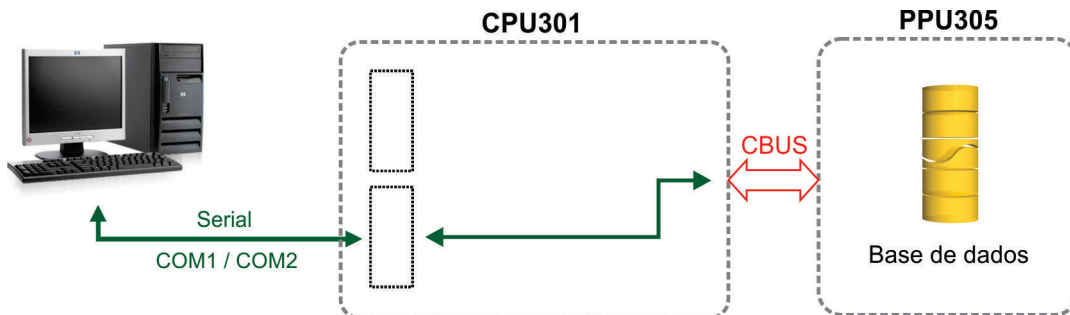 CPU301
PPU305
CBUS
Serial
COM1 / COM2
Base de dados